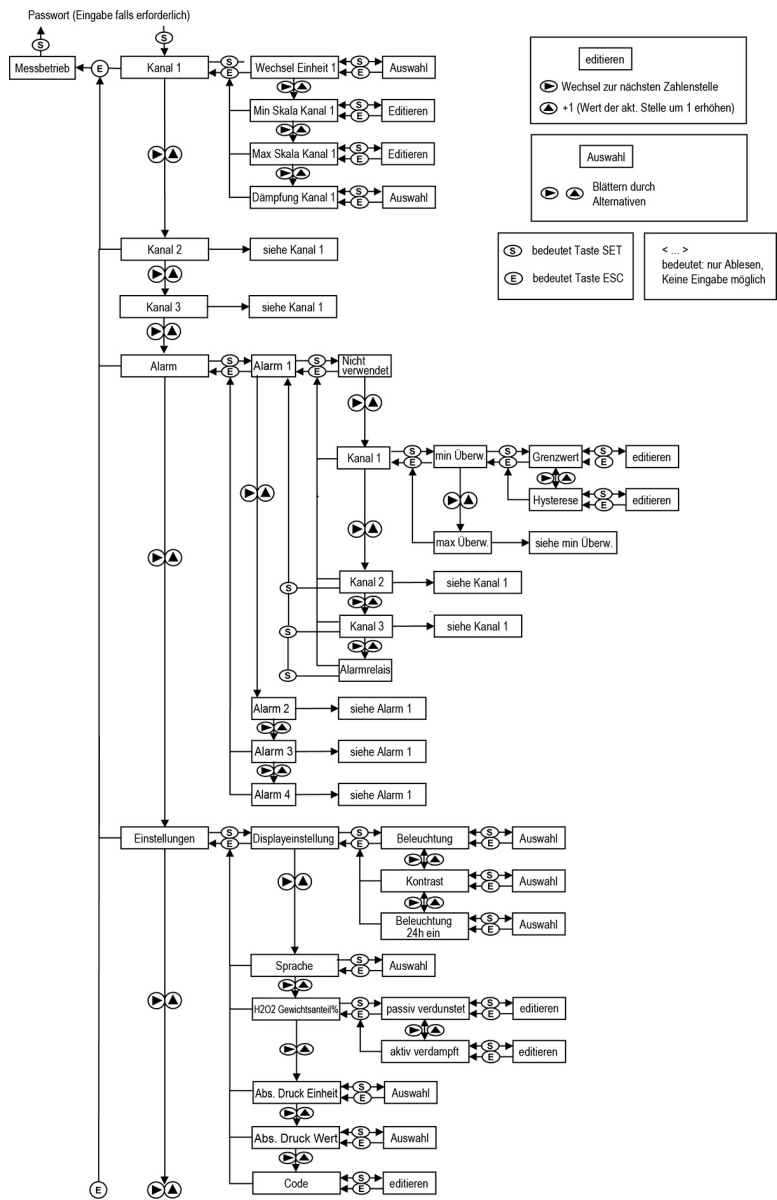 Passwort (Eingabe falls erforderlich)
S
S
Messbetrieb
E
Kanal 1
S
E
Wechsel Einheit 1
S
E
Auswahl
Min Skala Kanal 1
S
E
Editieren
Max Skala Kanal 1
S
E
Editieren
Dämpfung Kanal 1
S
E
Auswahl
editieren
Wechsel zur nächsten Zahlenstelle
+1 (Wert der akt. Stelle um 1 erhöhen)
Auswahl
Blättern durch
Alternativen
S bedeutet Taste SET
E bedeutet Taste ESC
< ... >
bedeutet: nur Ablesen,
Keine Eingabe möglich
Kanal 2
siehe Kanal 1
Kanal 3
siehe Kanal 1
Alarm
S
E
Alarm 1
S
E
Nicht
verwendet
Kanal 1
S
E
min Überw.
S
E
Grenzwert
S
E
editieren
Hysterese
S
E
editieren
max Überw.
siehe min Überw.
S
Kanal 2
siehe Kanal 1
S
Kanal 3
siehe Kanal 1
S
Alarmrelais
Alarm 2
siehe Alarm 1
Alarm 3
siehe Alarm 1
Alarm 4
siehe Alarm 1
Einstellungen
S
E
Displayeinstellung
S
E
Beleuchtung
S
E
Auswahl
Kontrast
S
E
Auswahl
Beleuchtung
24h ein
S
E
Auswahl
Sprache
S
E
Auswahl
H2O2 Gewichtsanteil%
S
E
passiv verdunstet
S
E
editieren
aktiv verdampft
S
E
editieren
Abs. Druck Einheit
S
E
Auswahl
Abs. Druck Wert
S
E
Auswahl
Code
S
E
editieren
E